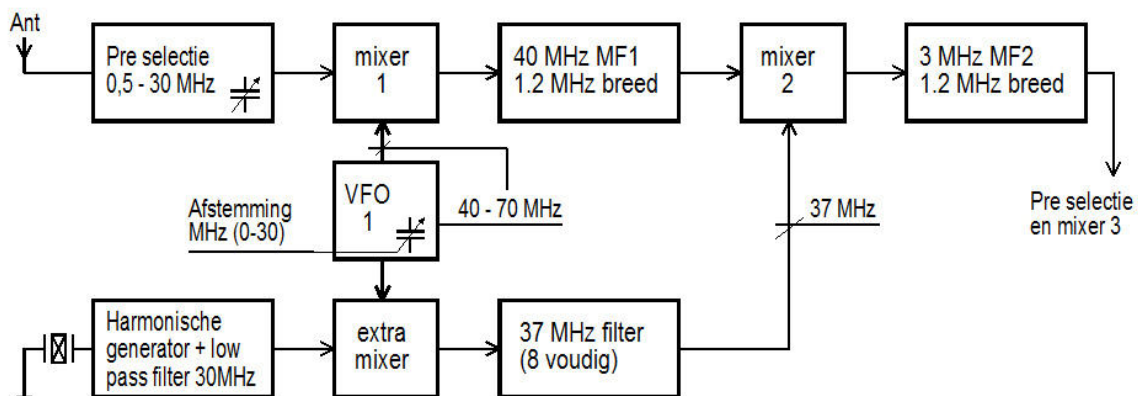 Ant
Pre selectie
0,5 - 30 MHz
mixer
1
40 MHz MF1
1.2 MHz breed
mixer
2
3 MHz MF2
1.2 MHz breed
VFO
1
Afstemming
MHz (0-30)
40 - 70 MHz
37 MHz
Pre selectie
en mixer 3
Harmonische
generator + low
pass filter 30MHz
extra
mixer
37 MHz filter
(8 voudig)